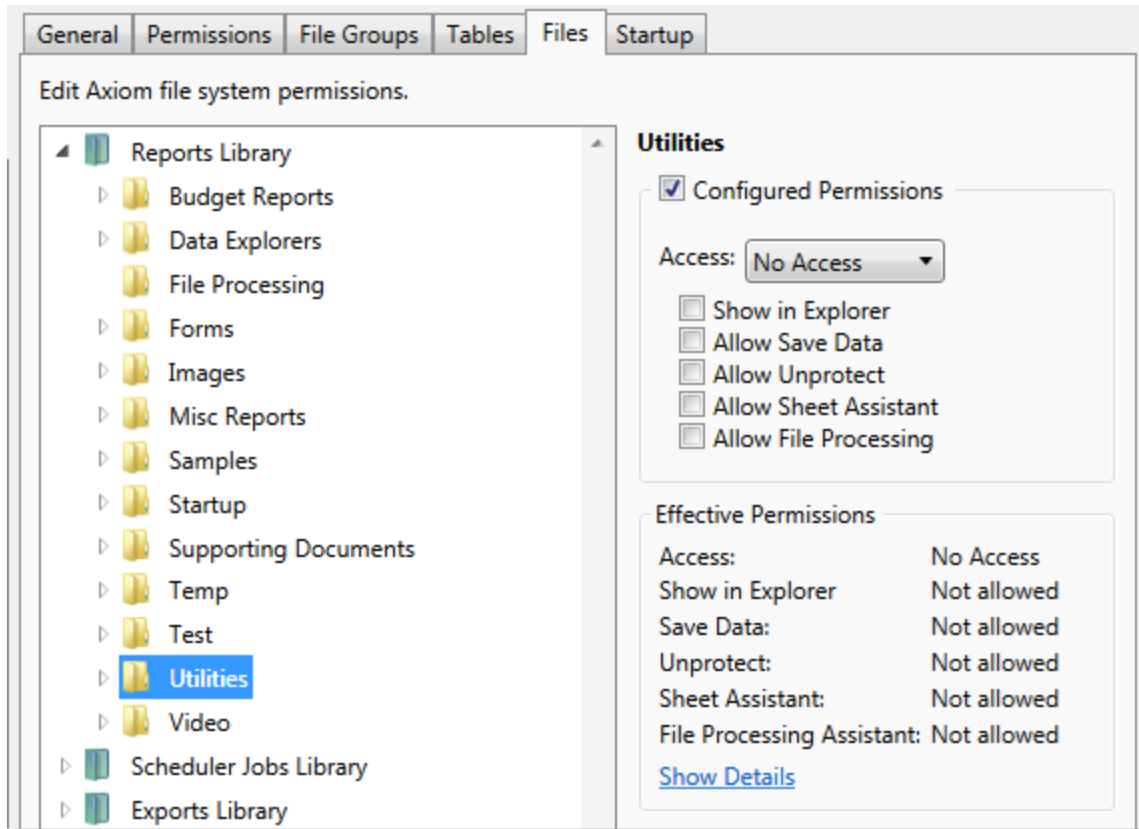 General Permissions File Groups Tables Files Startup
Edit Axiom file system permissions.
Reports Library
Budget Reports
Data Explorers
File Processing
Forms
Images
Misc Reports
Samples
Startup
Supporting Documents
Temp
Test
Utilities
Video
Scheduler Jobs Library
Exports Library
Utilities
Configured Permissions
Access: No Access
Show in Explorer
Allow Save Data
Allow Unprotect
Allow Sheet Assistant
Allow File Processing
Effective Permissions
Access: No Access
Show in Explorer Not allowed
Save Data: Not allowed
Unprotect: Not allowed
Sheet Assistant: Not allowed
File Processing Assistant: Not allowed
Show Details